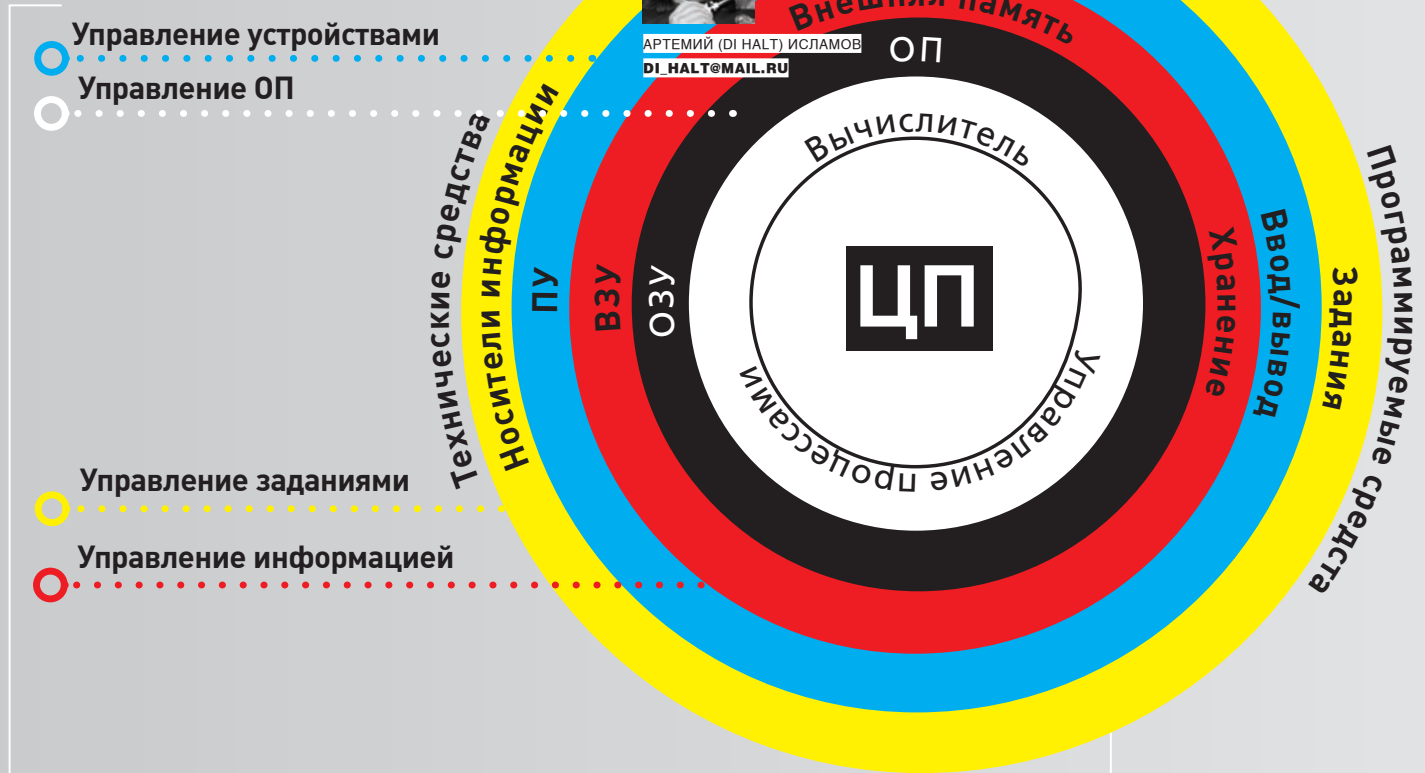 Управление устройствами
Управление ОП
Управление заданиями
Управление информацией
АРТЕМИЙ (DI HALT) ИСЛАМОВ
DI_HALT@MAIL.RU
Внешняя память
ОП
Вычислитель
ЦП
Управление процессами
Технические средства
Носители информации
ПУ
ВЗУ
ОЗУ
Хранение
Ввод/вывод
Задания
Программируемые средста